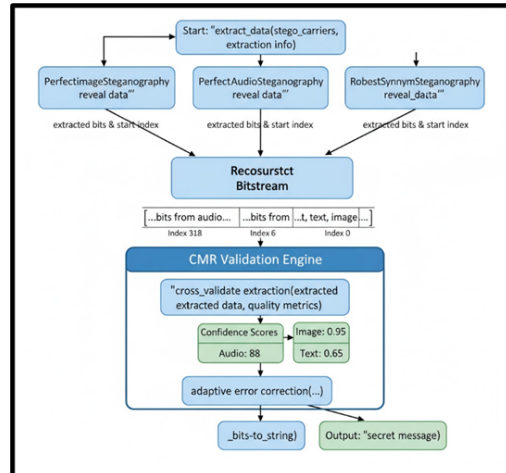 Start: "extract_data(stego_carriers,
extraction info)
PerfectimageSteganography
reveal data"'
PerfectAudioSteganography
reveal data"'
RobestSynnymSteganography
reveal_daıta"'
extracted bits & start index
extracted bits & start index
extracted bits & start index
Recosurstct
Bitstream
[...bits from audio.... ...bits from ...t, text, image ...]
Index 318 Index 6 Index 0
CMR Validation Engine
"cross_validate extraction(extracted
extracted data, quality metrics)
Confidence Scores
Audio: 88
Image: 0.95
Text: 0.65
adaptive error correction(...)
_bits-to_string)
Output: "secret message)